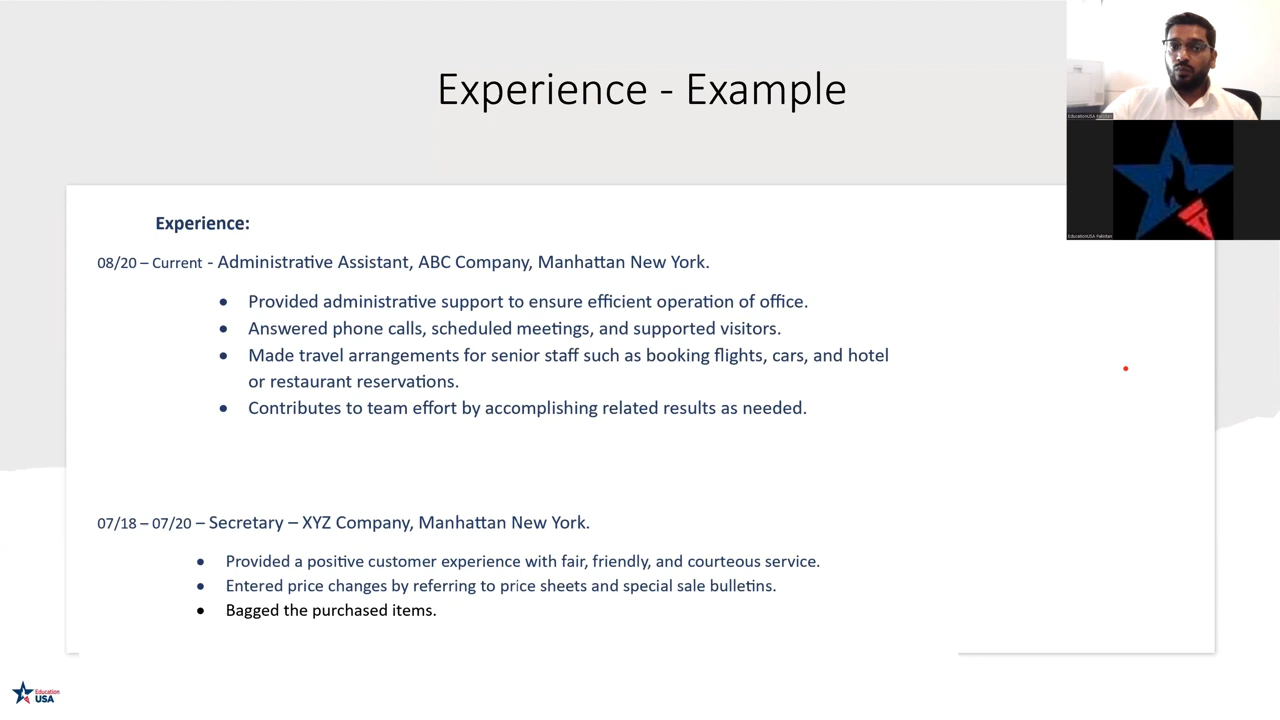 Experience - Example
Experience:
08/20 – Current - Administrative Assistant, ABC Company, Manhattan New York.
• Provided administrative support to ensure efficient operation of office.
• Answered phone calls, scheduled meetings, and supported visitors.
• Made travel arrangements for senior staff such as booking flights, cars, and hotel
or restaurant reservations.
• Contributes to team effort by accomplishing related results as needed.
07/18 – 07/20 – Secretary – XYZ Company, Manhattan New York.
• Provided a positive customer experience with fair, friendly, and courteous service.
• Entered price changes by referring to price sheets and special sale bulletins.
• Bagged the purchased items.
EducationUSA Pakistan
EducationUSA Pakistan
Education
USA